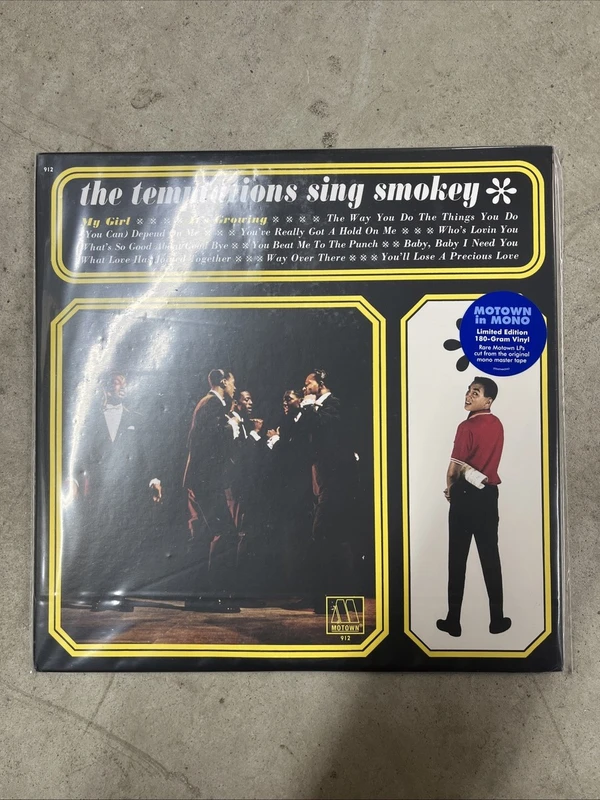 912
the temptations sing smokey
My Girl It's Growing The Way You Do The Things You Do
(You Can) Depend On Me You've Really Got A Hold On Me Who's Lovin You
What's So Good About Good Bye You Beat Me To The Punch Baby, Baby I Need You
What Love Has Joined Together Way Over There You'll Lose A Precious Love
MOTOWN
in MONO
Limited Edition
180-Gram Vinyl
Rare Motown LPs
cut from the original
mono master tape
MOTOWN
912